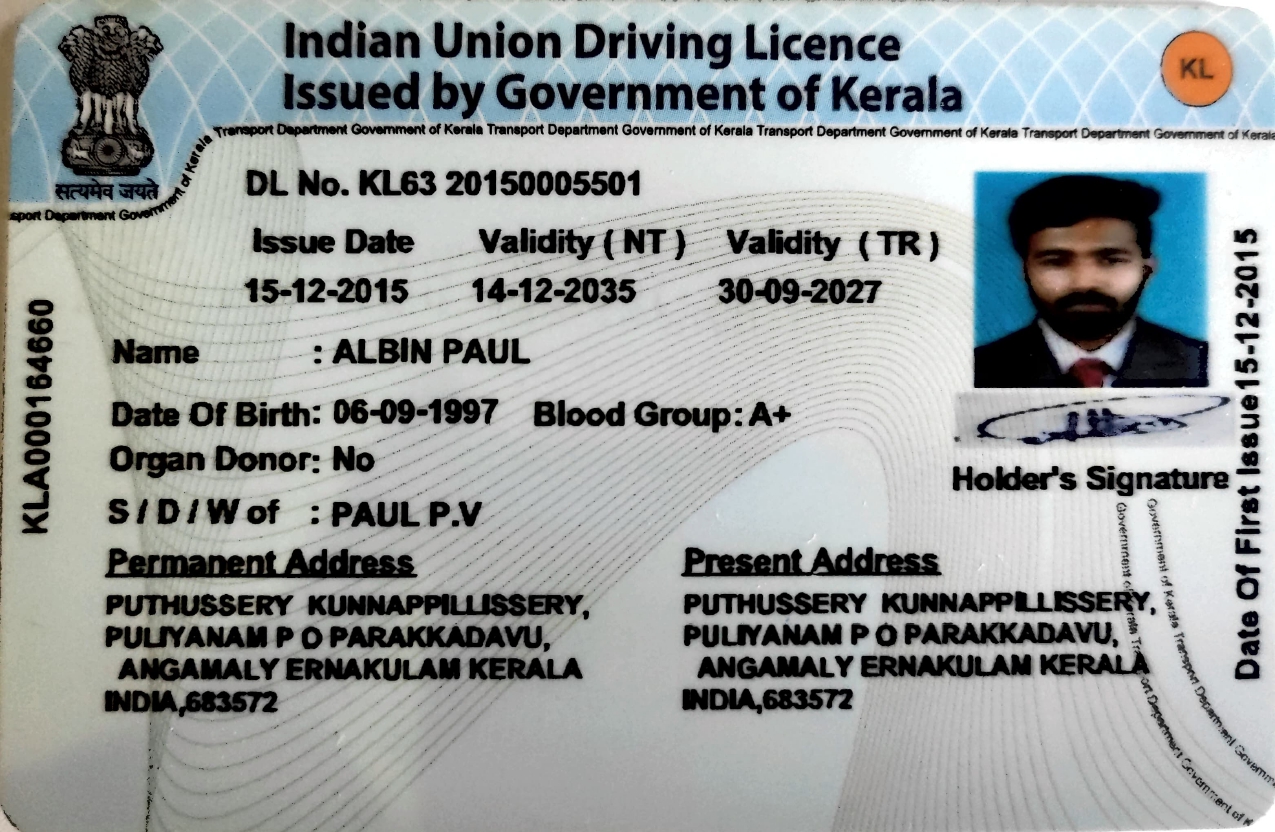 Indian Union Driving Licence
Issued by Government of Kerala
KL
Transport Department Government of Kerala Transport Department Government of Kerala Transport Department Government of Kerala Transport Department Government of Kerala
सत्यमेव जयते
sport Department Government of Kerala
DL No. KL63 20150005501
Issue Date Validity ( NT ) Validity ( TR )
15-12-2015 14-12-2035 30-09-2027
Name : ALBIN PAUL
Date Of Birth: 06-09-1997 Blood Group: A+
Organ Donor: No
S / D / W of : PAUL P.V
Holder's Signature
Permanent Address Present Address
PUTHUSSERY KUNNAPPILLISSERY, PUTHUSSERY KUNNAPPILLISSERY,
PULIYANAM P O PARAKKADAVU, PULIYANAM P O PARAKKADAVU,
ANGAMALY ERNAKULAM KERALA ANGAMALY ERNAKULAM KERALA
INDIA,683572 INDIA,683572
KLA000164660
Date Of First Issue15-12-2015
Government of Kerala Transport Department Government of K
Government of Kerala Transport Department Governm